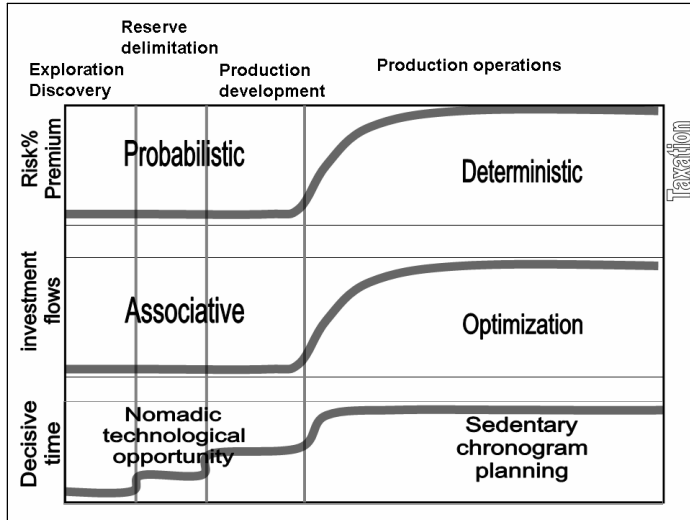 Reserve
delimitation
Exploration
Discovery
Production
development
Production operations
Risk%
Premium
Probabilistic
Deterministic
Taxation
investment
flows
Associative
Optimization
Decisive
time
Nomadic
technological
opportunity
Sedentary
chronogram
planning